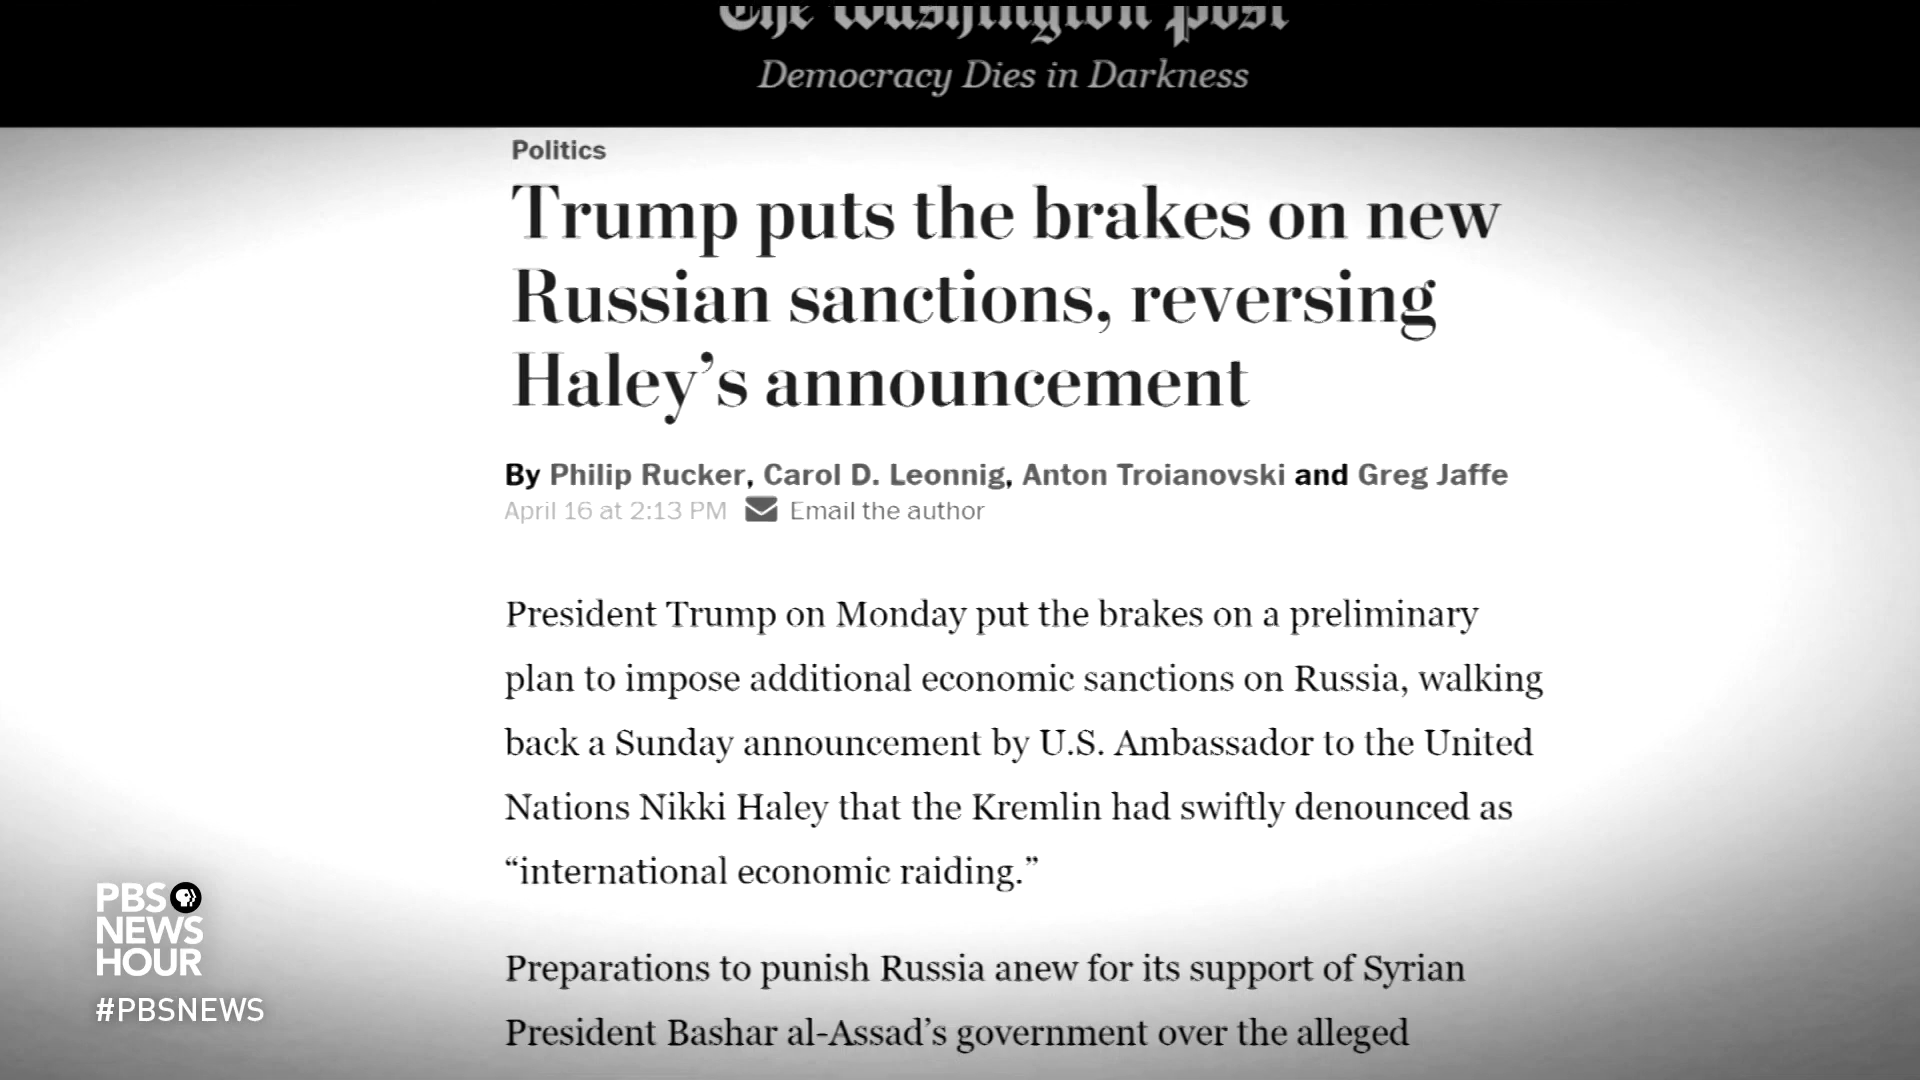 The Washington Post
Democracy Dies in Darkness
Politics
Trump puts the brakes on new
Russian sanctions, reversing
Haley’s announcement
By Philip Rucker, Carol D. Leonnig, Anton Troianovski and Greg Jaffe
April 16 at 2:13 PM Email the author
President Trump on Monday put the brakes on a preliminary
plan to impose additional economic sanctions on Russia, walking
back a Sunday announcement by U.S. Ambassador to the United
Nations Nikki Haley that the Kremlin had swiftly denounced as
“international economic raiding.”
Preparations to punish Russia anew for its support of Syrian
President Bashar al-Assad’s government over the alleged
PBS
NEWS
HOUR
#PBSNEWS